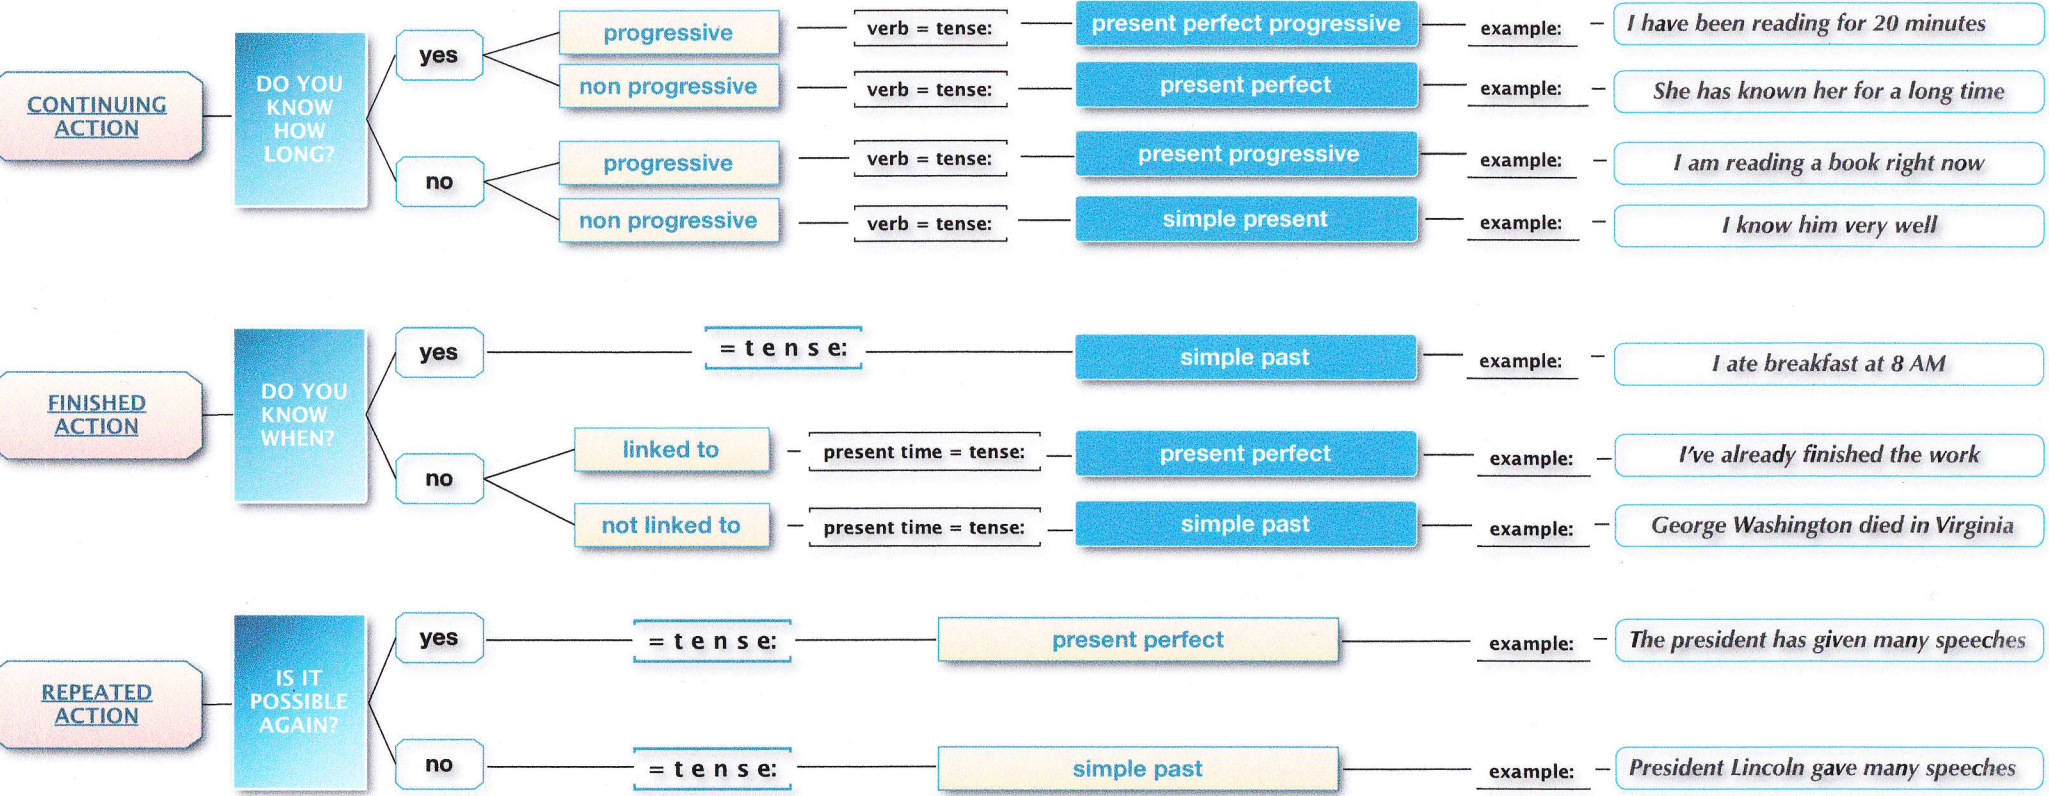 CONTINUING
ACTION
DO YOU
KNOW
HOW
LONG?
yes
progressive
verb = tense:
present perfect progressive
example:
I have been reading for 20 minutes
non progressive
verb = tense:
present perfect
example:
She has known her for a long time
no
progressive
verb = tense:
present progressive
example:
I am reading a book right now
non progressive
verb = tense:
simple present
example:
I know him very well
FINISHED
ACTION
DO YOU
KNOW
WHEN?
yes
= tense:
simple past
example:
I ate breakfast at 8 AM
no
linked to
present time = tense:
present perfect
example:
I've already finished the work
not linked to
present time = tense:
simple past
example:
George Washington died in Virginia
REPEATED
ACTION
IS IT
POSSIBLE
AGAIN?
yes
= tense:
present perfect
example:
The president has given many speeches
no
= tense:
simple past
example:
President Lincoln gave many speeches